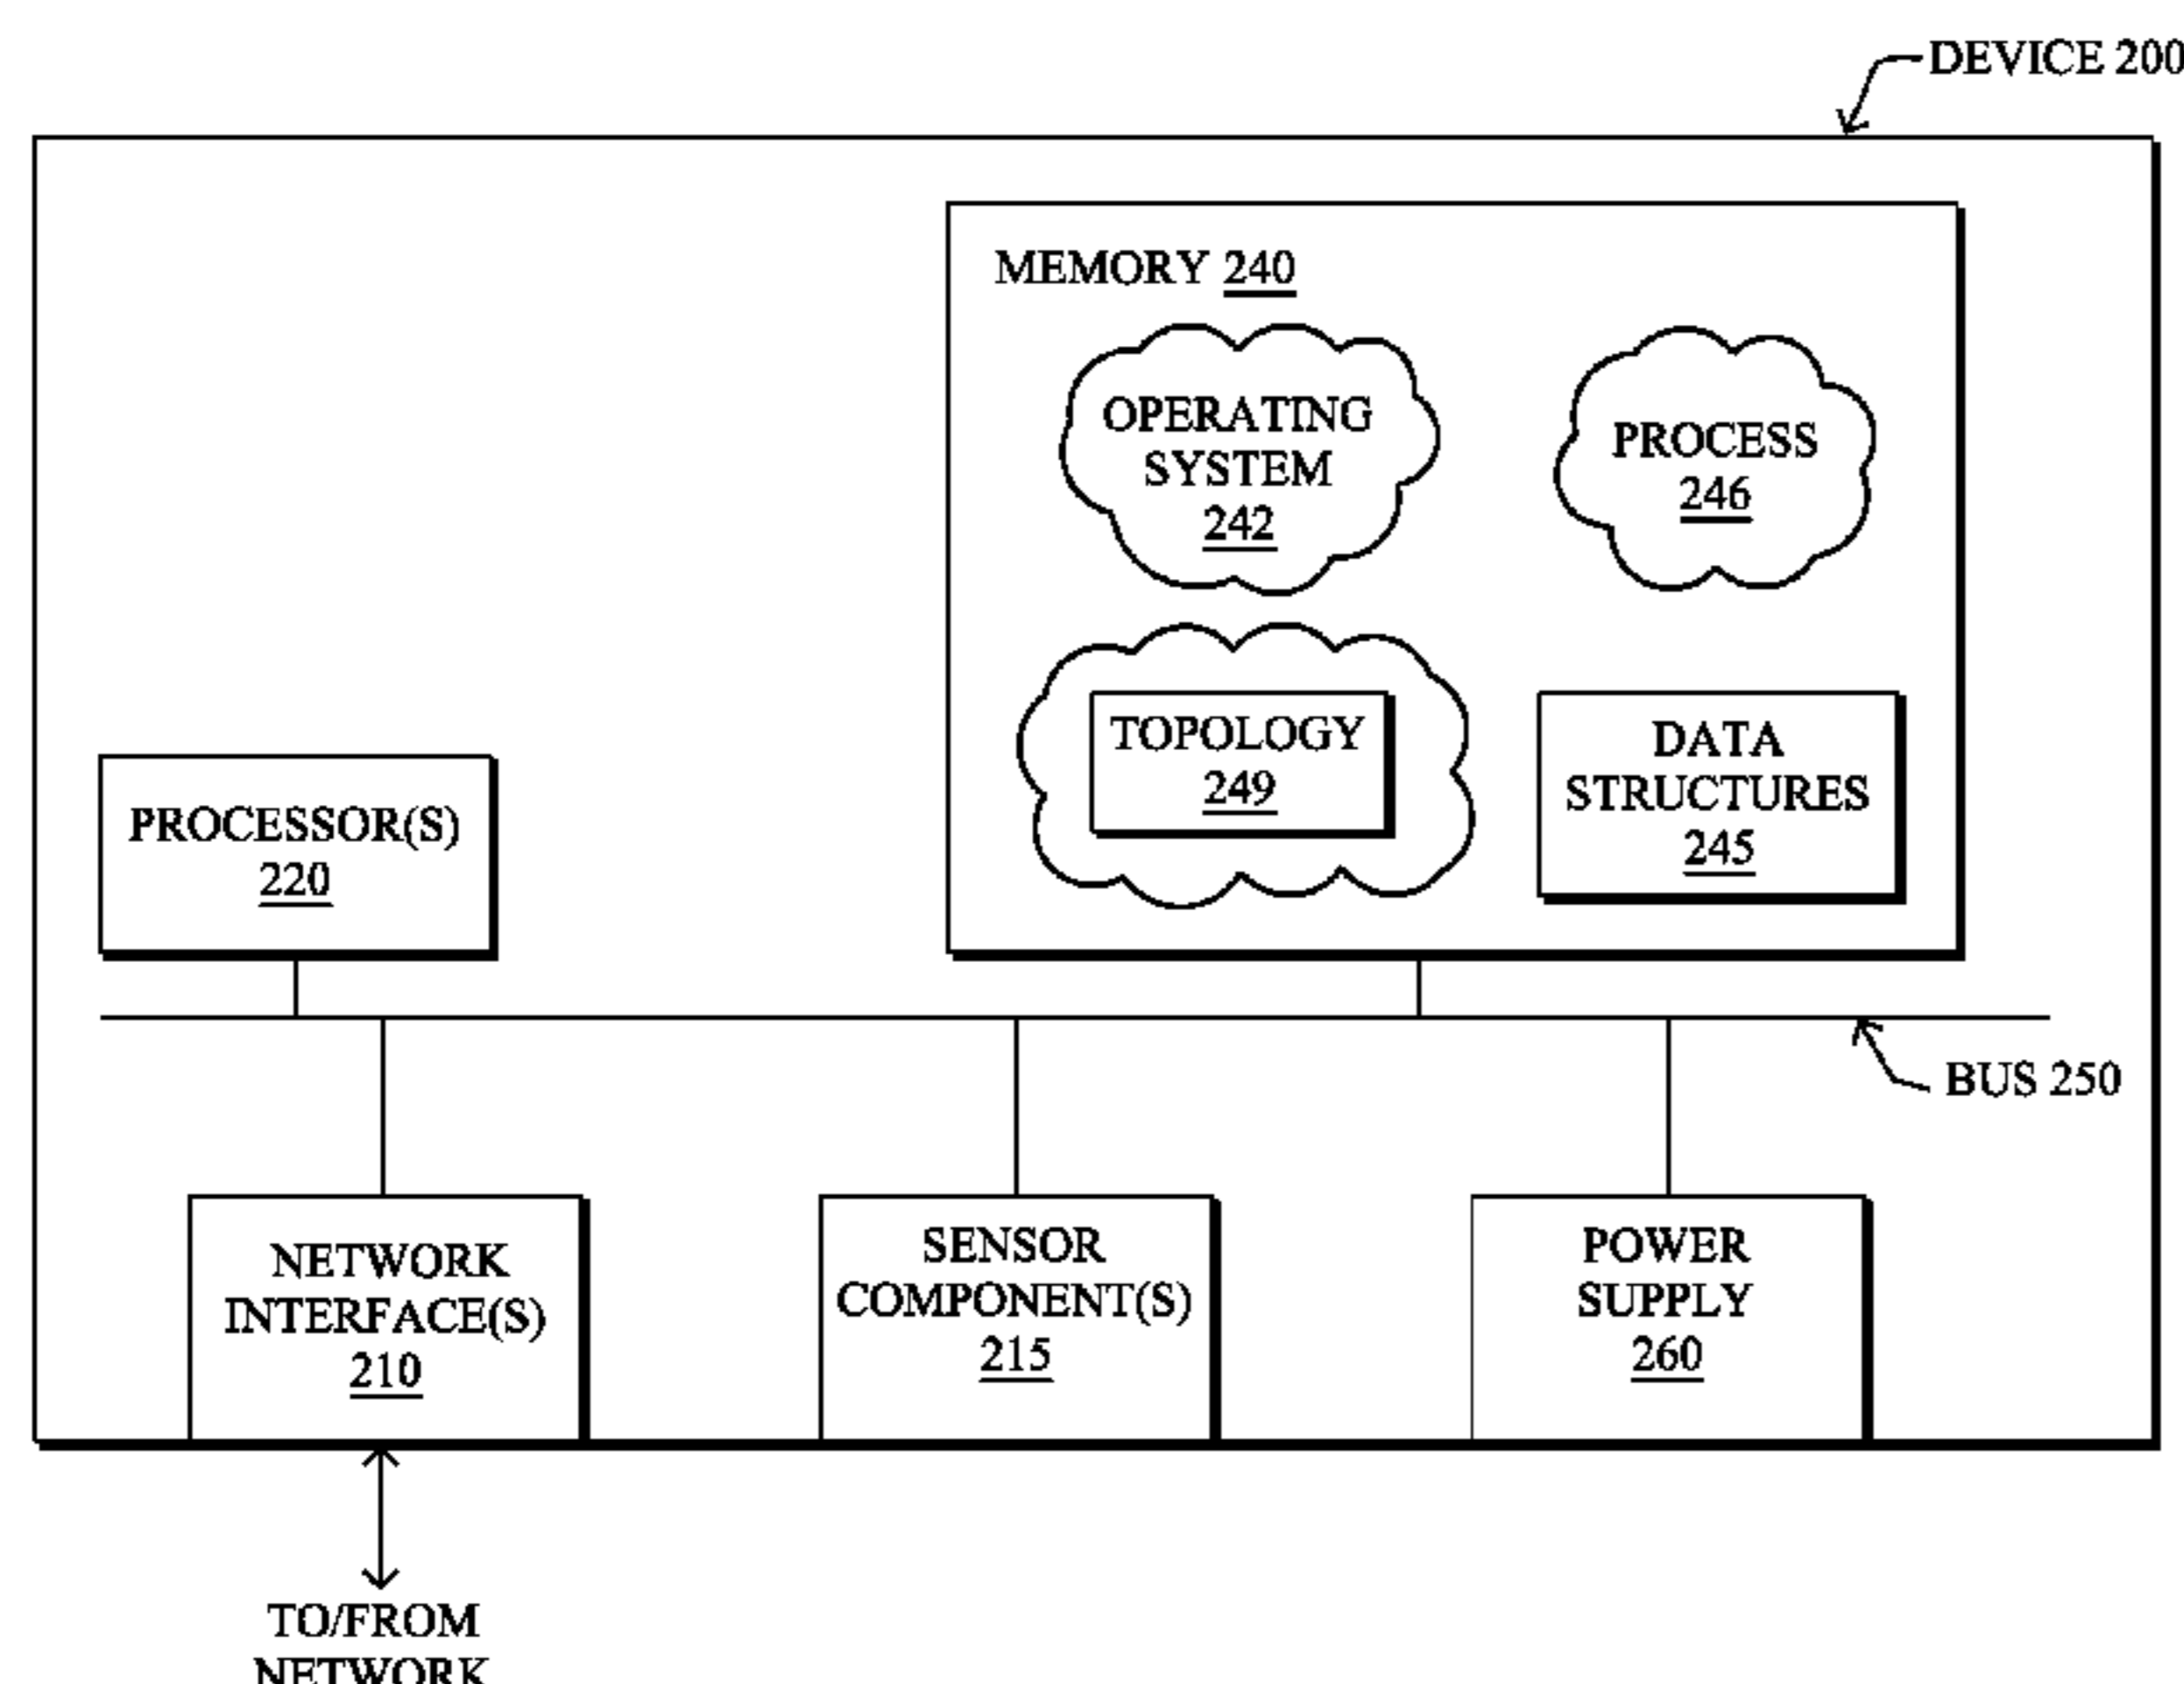 DEVICE 200
MEMORY 240
OPERATING
SYSTEM
242
PROCESS
246
TOPOLOGY
249
DATA
STRUCTURES
245
PROCESSOR(S)
220
BUS 250
NETWORK
INTERFACE(S)
210
SENSOR
COMPONENT(S)
215
POWER
SUPPLY
260
TO/FROM
NETWORK